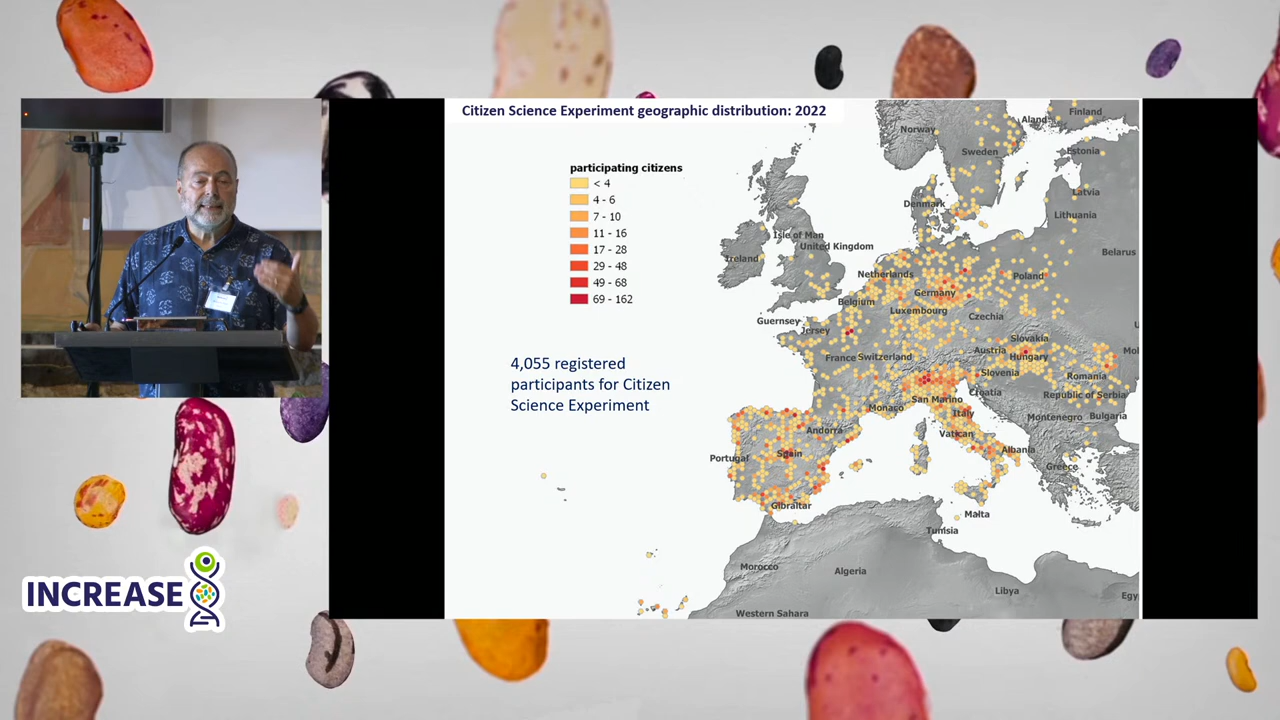 Citizen Science Experiment geographic distribution: 2022
participating citizens
< 4
4 - 6
7 - 10
11 - 16
17 - 28
29 - 48
49 - 68
69 - 162
4,055 registered
participants for Citizen
Science Experiment
Norway
Sweden
Aland
Finland
Estonia
Latvia
Lithuania
Denmark
Isle of Man
United Kingdom
Ireland
Belarus
Netherlands
Poland
Germany
Belgium
Luxembourg
Czechia
Guernsey
Jersey
Slovakia
Austria
Hungary
France
Switzerland
Slovenia
Romania
Croatia
Republic of Serbia
San Marino
Monaco
Italy
Montenegro
Bulgaria
Andorra
Vatican
Albania
Portugal
Spain
Greece
Gibraltar
Malta
Tunisia
Morocco
Algeria
Libya
Western Sahara
INCREASE